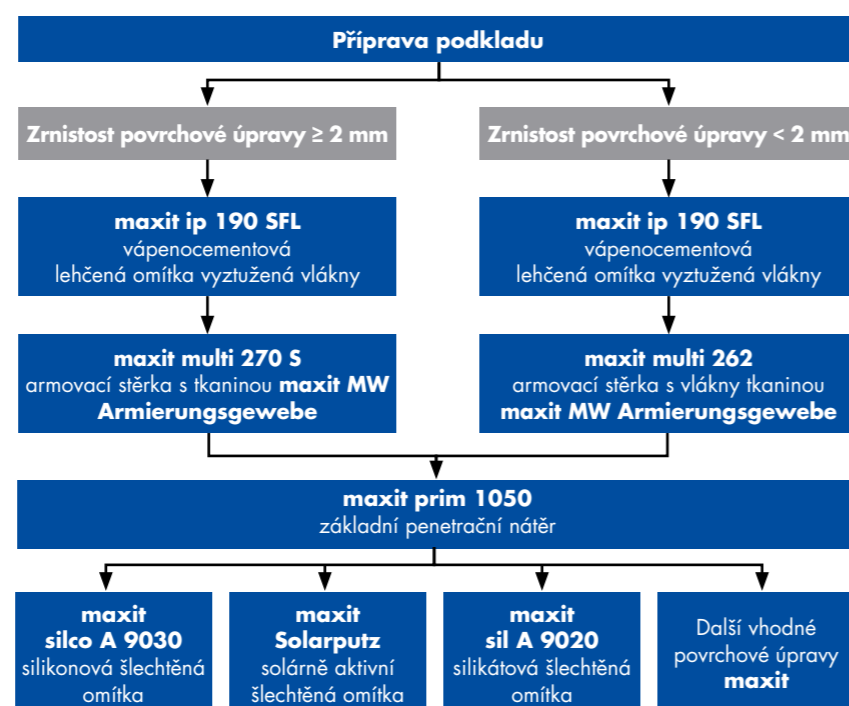 Příprava podkladu
Zrnistost povrchové úpravy ≥ 2 mm
Zrnistost povrchové úpravy < 2 mm
maxit ip 190 SFL
vápenocementová
lehčená omítka vyztužená vlákny
maxit ip 190 SFL
vápenocementová
lehčená omítka vyztužená vlákny
maxit multi 270 S
armovací stěrka s tkaninou maxit MW
Armierungsgewebe
maxit multi 262
armovací stěrka s vlákny tkaninou
maxit MW Armierungsgewebe
maxit prim 1050
základní penetrační nátěr
maxit
silco A 9030
silikonová šlechtěná
omítka
maxit
Solarputz
solárně aktivní
šlechtěná omítka
maxit
sil A 9020
silikátová šlechtěná
omítka
Další vhodné
povrchové úpravy
maxit